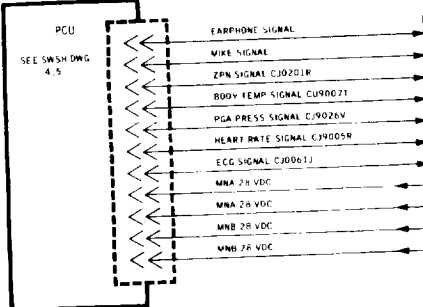 PCU
SEE SWSH DWG
4.5
EARPHONE SIGNAL
MIKE SIGNAL
ZPN SIGNAL CJ0201R
BODY TEMP SIGNAL CU9002T
PGA PRESS SIGNAL CJ9026V
HEART RATE SIGNAL CJ9005R
ECG SIGNAL CJ0061J
MNA 28 VDC
MNA 28 VDC
MNB 28 VDC
MNB 28 VDC